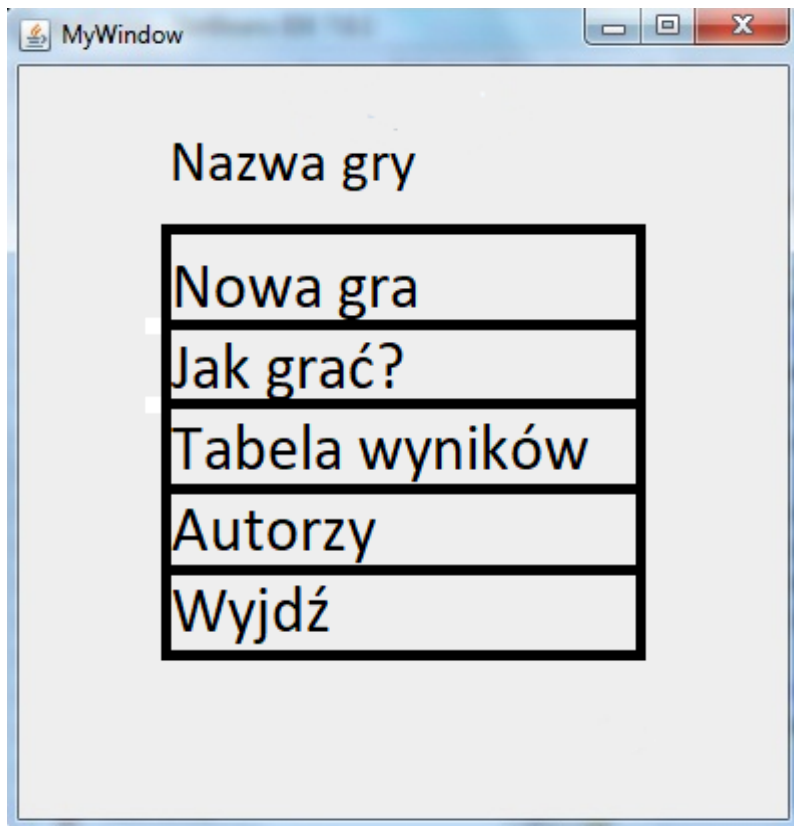 MyWindow
Nazwa gry
Nowa gra
Jak grać?
Tabela wyników
Autorzy
Wyjdź